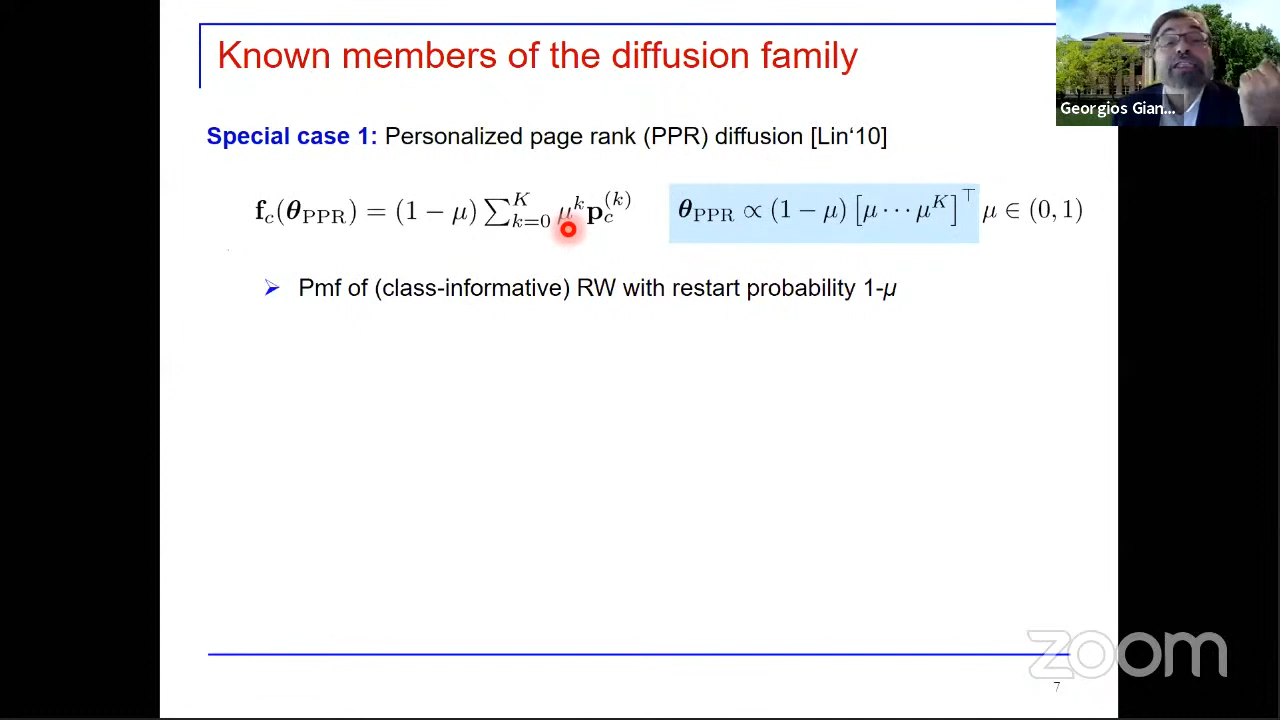 Known members of the diffusion family
Georgios Gian...
Special case 1: Personalized page rank (PPR) diffusion [Lin‘10]
f_c(θ_PPR) = (1 − μ) ∑_{k=0}^{K} μ^k p_c^{(k)}   θ_PPR ∝ (1 − μ) [μ ⋯ μ^K]^⊤ μ ∈ (0, 1)
➢ Pmf of (class-informative) RW with restart probability 1-μ
zoom
7